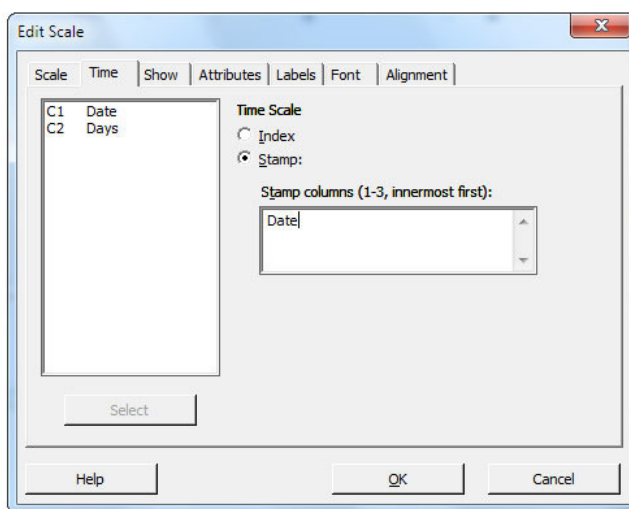 Edit Scale
Scale Time Show Attributes Labels Font Alignment
C1 Date
C2 Days
Time Scale
Index
Stamp:
Stamp columns (1-3, innermost first):
Date
Select
Help OK Cancel